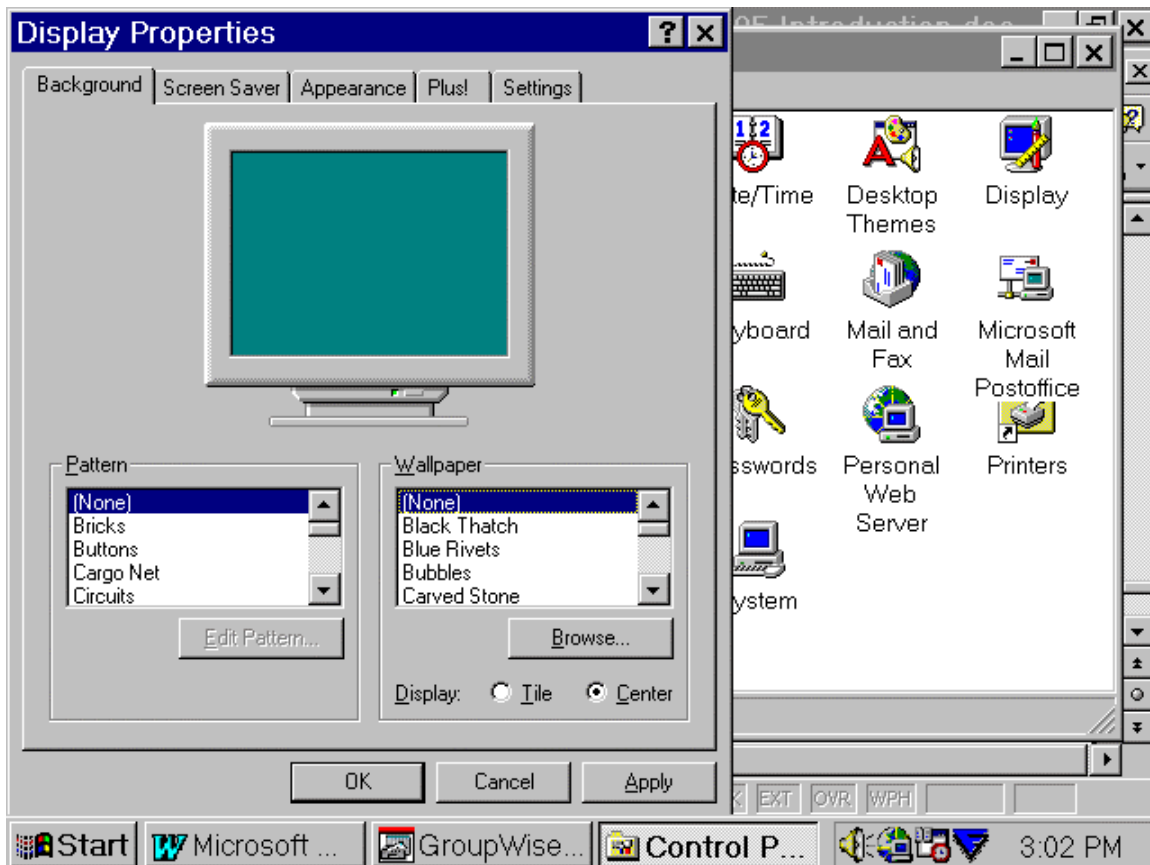 Display Properties
Background Screen Saver Appearance Plus! Settings
Pattern
(None)
Bricks
Buttons
Cargo Net
Circuits
Edit Pattern...
Wallpaper
(None)
Black Thatch
Blue Rivets
Bubbles
Carved Stone
Browse...
Display: Tile Center
OK Cancel Apply
Introduction.doc
te/Time
Desktop
Themes
Display
yboard
Mail and
Fax
Microsoft
Mail
Postoffice
sswords
Personal
Web
Server
Printers
ystem
EXT OVR WPH
Start Microsoft ... GroupWise... Control P... 3:02 PM